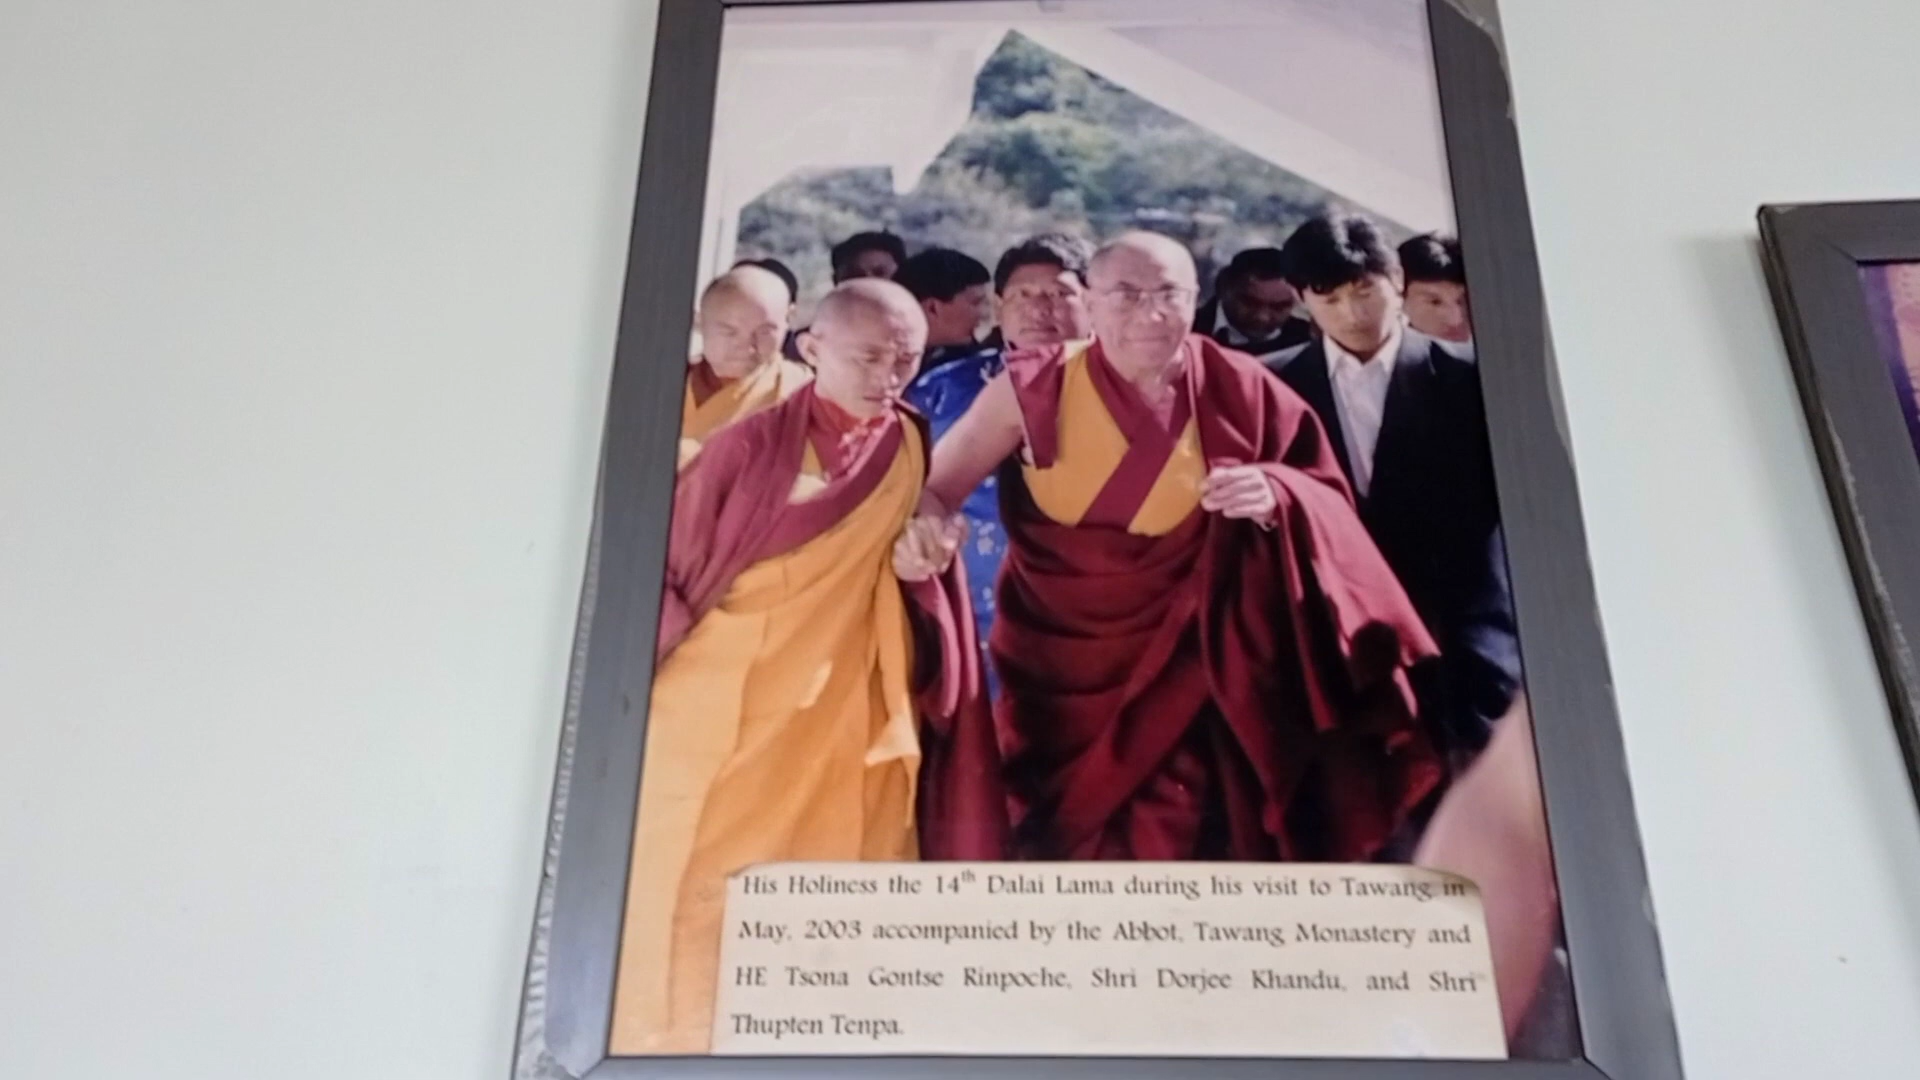 His Holiness the 14th Dalai Lama during his visit to Tawang in
May, 2003 accompanied by the Abbot, Tawang Monastery and
HE Tsona Gontse Rinpoche, Shri Dorjee Khandu, and Shri
Thupten Tenpa.